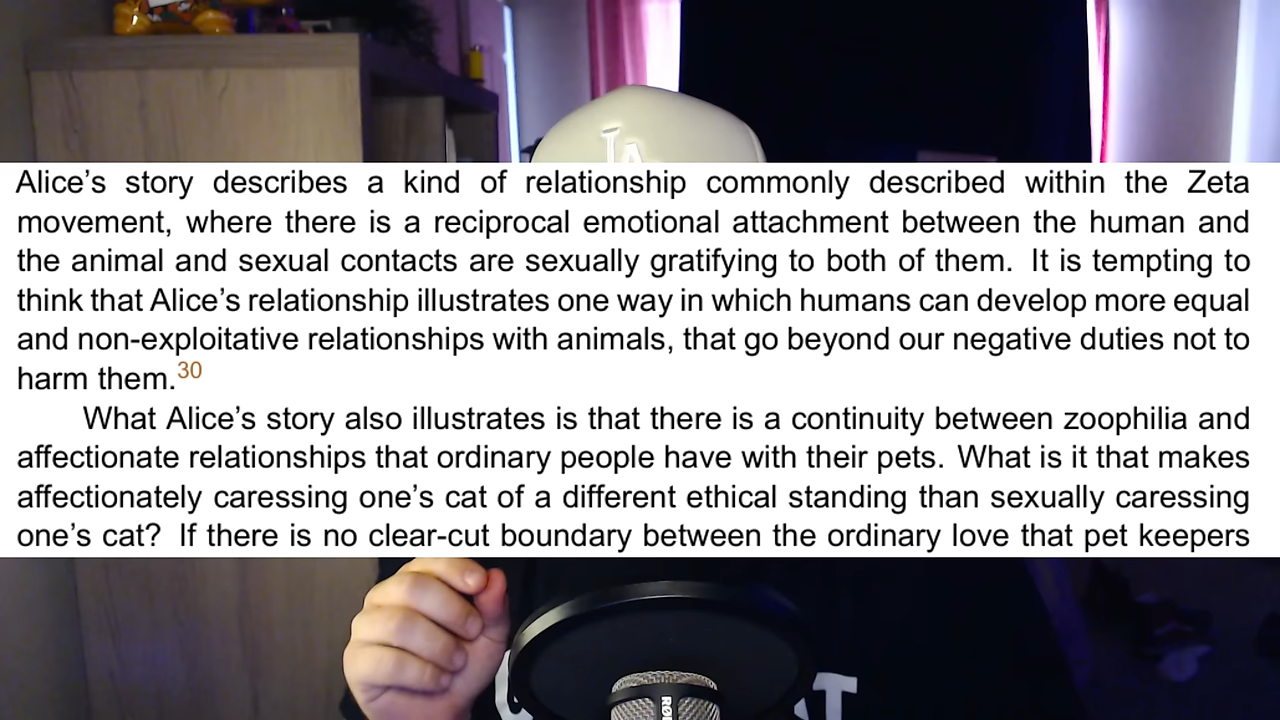 LA
Alice's story describes a kind of relationship commonly described within the Zeta
movement, where there is a reciprocal emotional attachment between the human and
the animal and sexual contacts are sexually gratifying to both of them. It is tempting to
think that Alice's relationship illustrates one way in which humans can develop more equal
and non-exploitative relationships with animals, that go beyond our negative duties not to
harm them.30
What Alice's story also illustrates is that there is a continuity between zoophilia and
affectionate relationships that ordinary people have with their pets. What is it that makes
affectionately caressing one's cat of a different ethical standing than sexually caressing
one's cat? If there is no clear-cut boundary between the ordinary love that pet keepers
RØDE